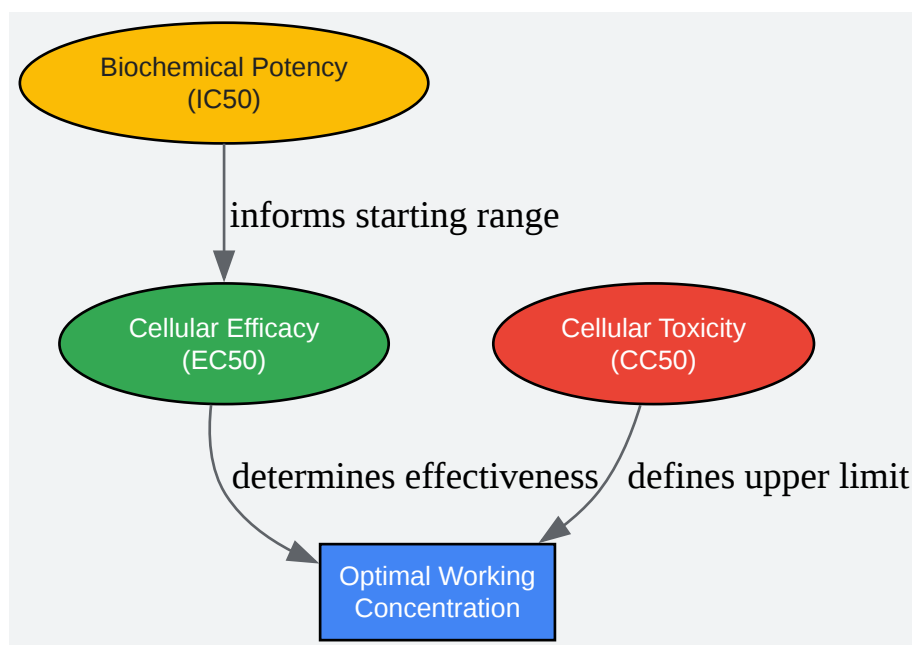 Biochemical Potency
(IC50)
informs starting range
Cellular Efficacy
(EC50)
Cellular Toxicity
(CC50)
determines effectiveness
defines upper limit
Optimal Working
Concentration